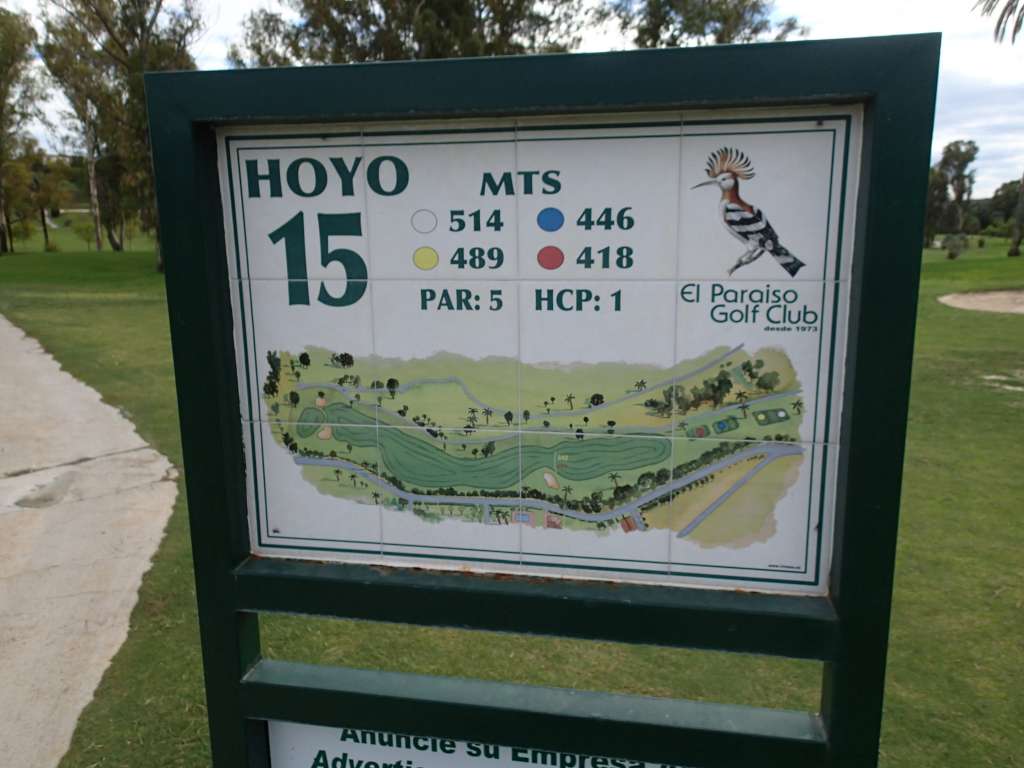 HOYO
15
MTS
514 446
489 418
PAR: 5 HCP: 1
El Paraiso
Golf Club
desde 1973
Anuncie su Empresa